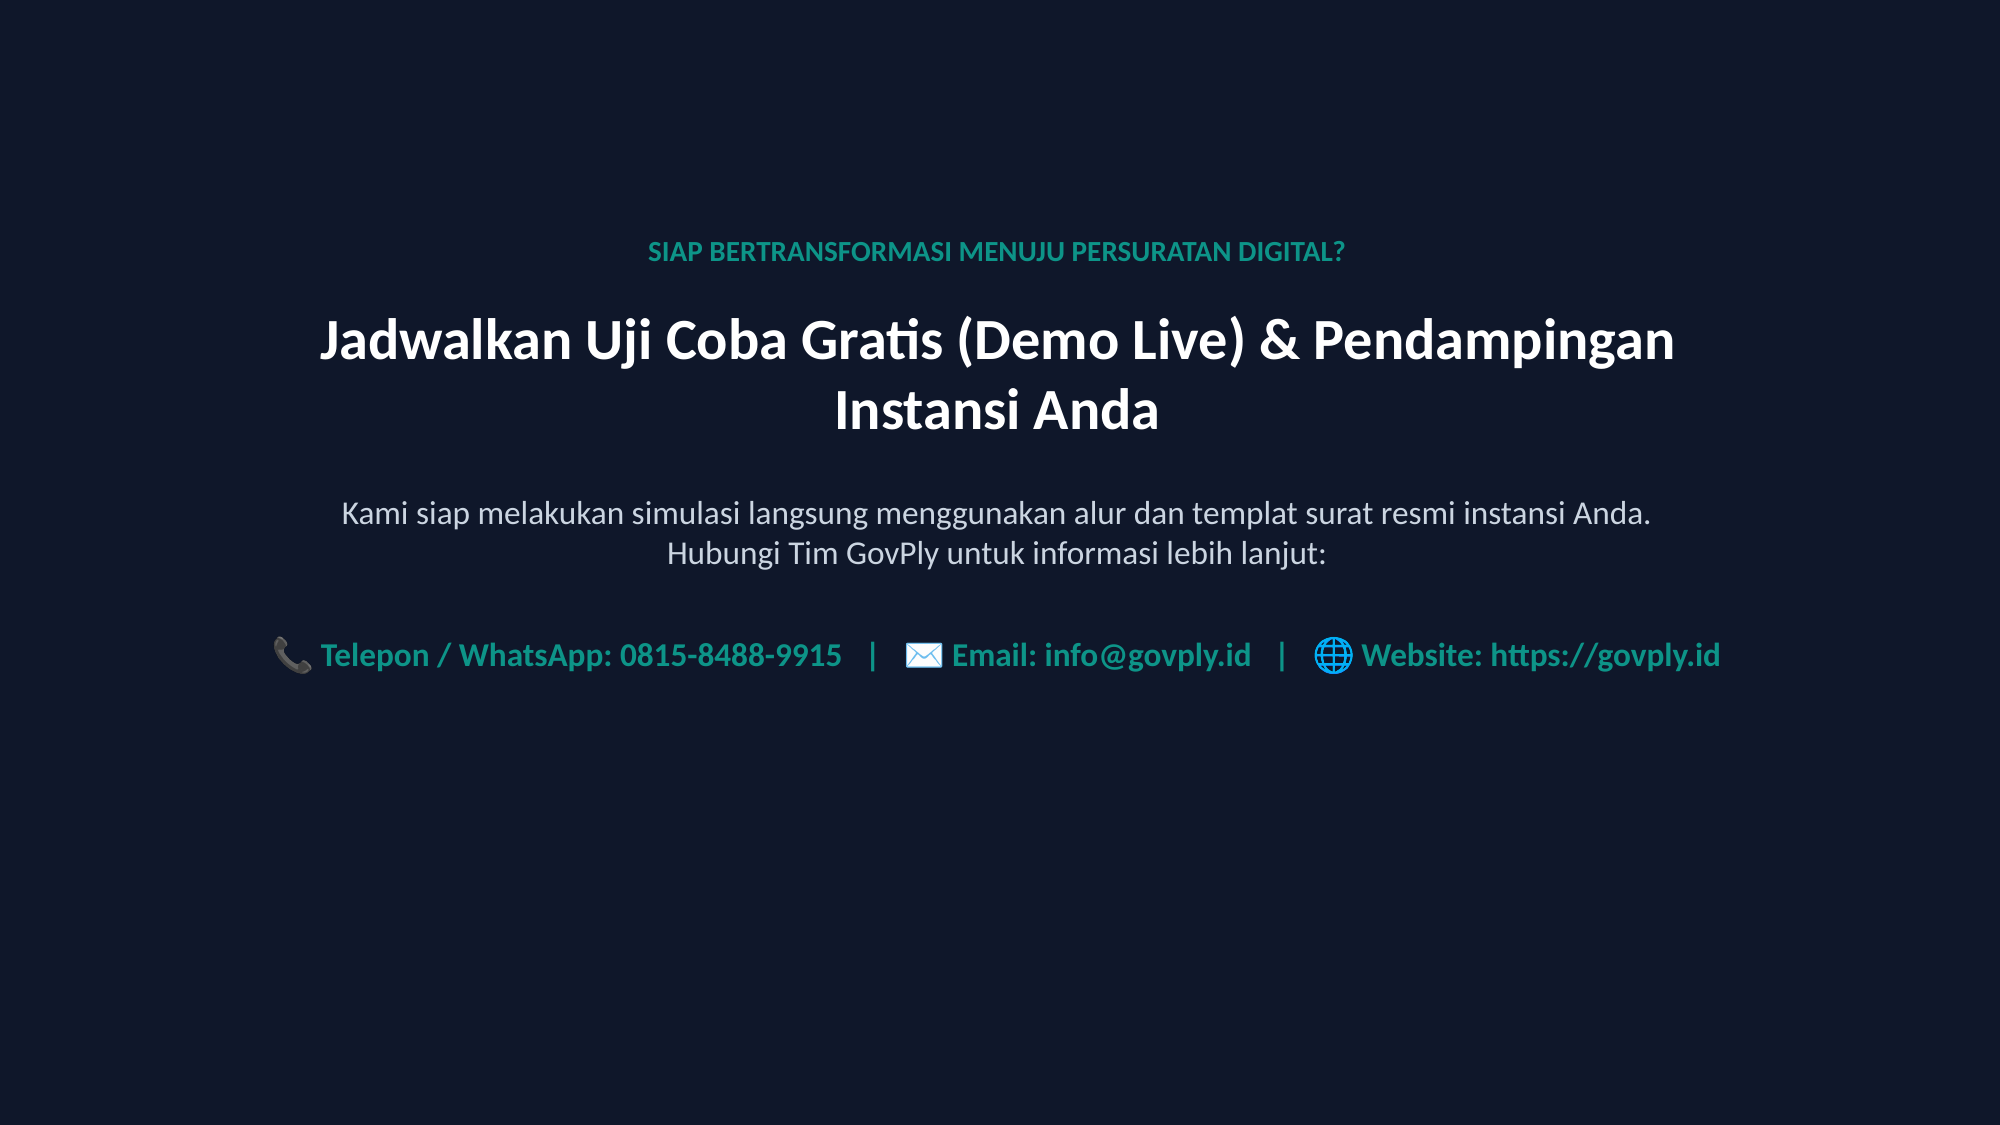 SIAP BERTRANSFORMASI MENUJU PERSURATAN DIGITAL?
Jadwalkan Uji Coba Gratis (Demo Live) & Pendampingan
Instansi Anda
Kami siap melakukan simulasi langsung menggunakan alur dan templat surat resmi instansi Anda.
Hubungi Tim GovPly untuk informasi lebih lanjut:
📞 Telepon / WhatsApp: 0815-8488-9915 | ✉️ Email: info@govply.id | 🌐 Website: https://govply.id